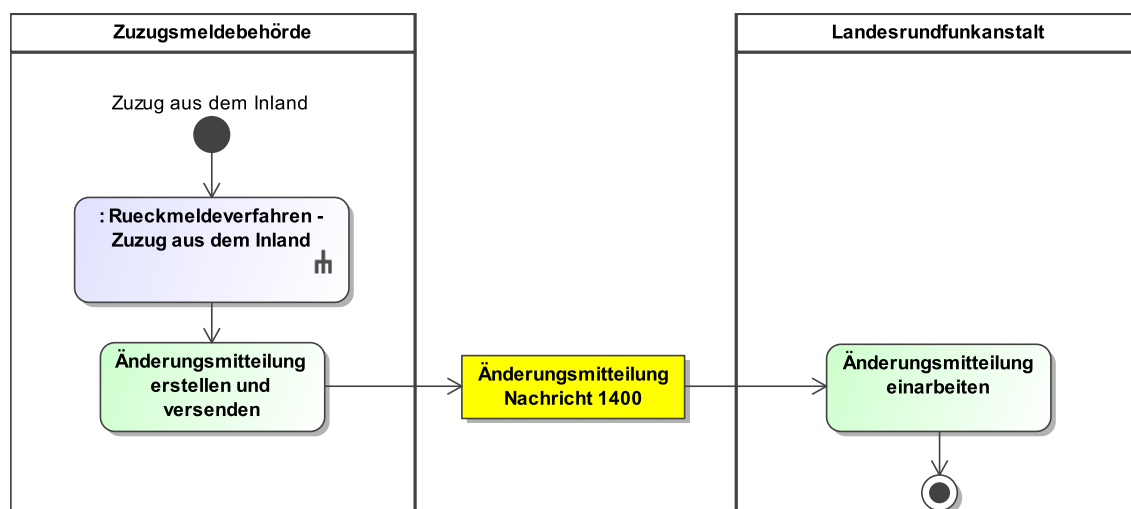 Zuzugsmeldebehörde
Landesrundfunkanstalt
Zuzug aus dem Inland
: Rueckmeldeverfahren -
Zuzug aus dem Inland
Änderungsmitteilung
erstellen und
versenden
Änderungsmitteilung
Nachricht 1400
Änderungsmitteilung
einarbeiten